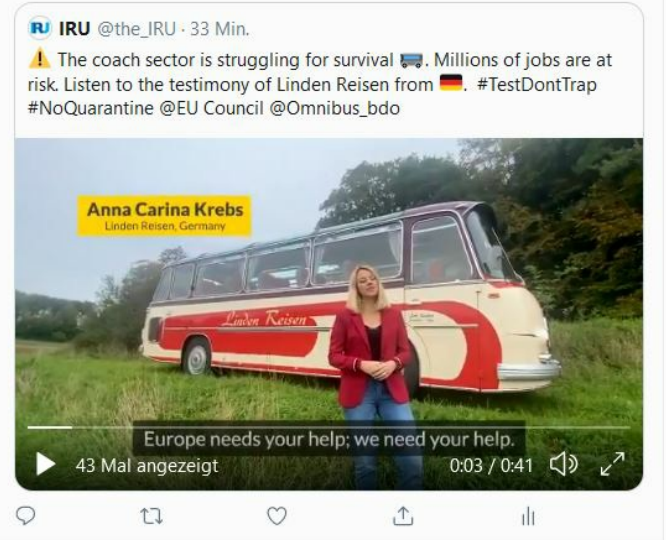 IRU IRU @the_IRU · 33 Min.
⚠️ The coach sector is struggling for survival 🚌. Millions of jobs are at
risk. Listen to the testimony of Linden Reisen from 🇩🇪. #TestDontTrap
#NoQuarantine @EU Council @Omnibus_bdo
Anna Carina Krebs
Linden Reisen, Germany
Linden Reisen
Europe needs your help; we need your help.
43 Mal angezeigt
0:03 / 0:41